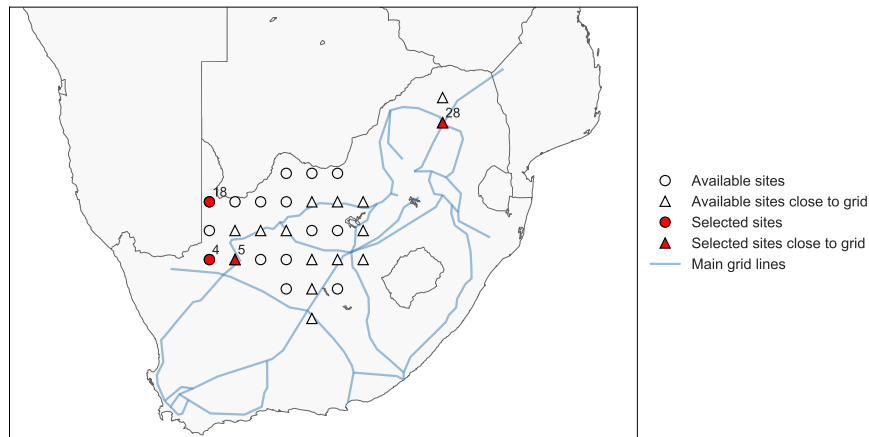 28
18
4
5
Available sites
Available sites close to grid
Selected sites
Selected sites close to grid
Main grid lines